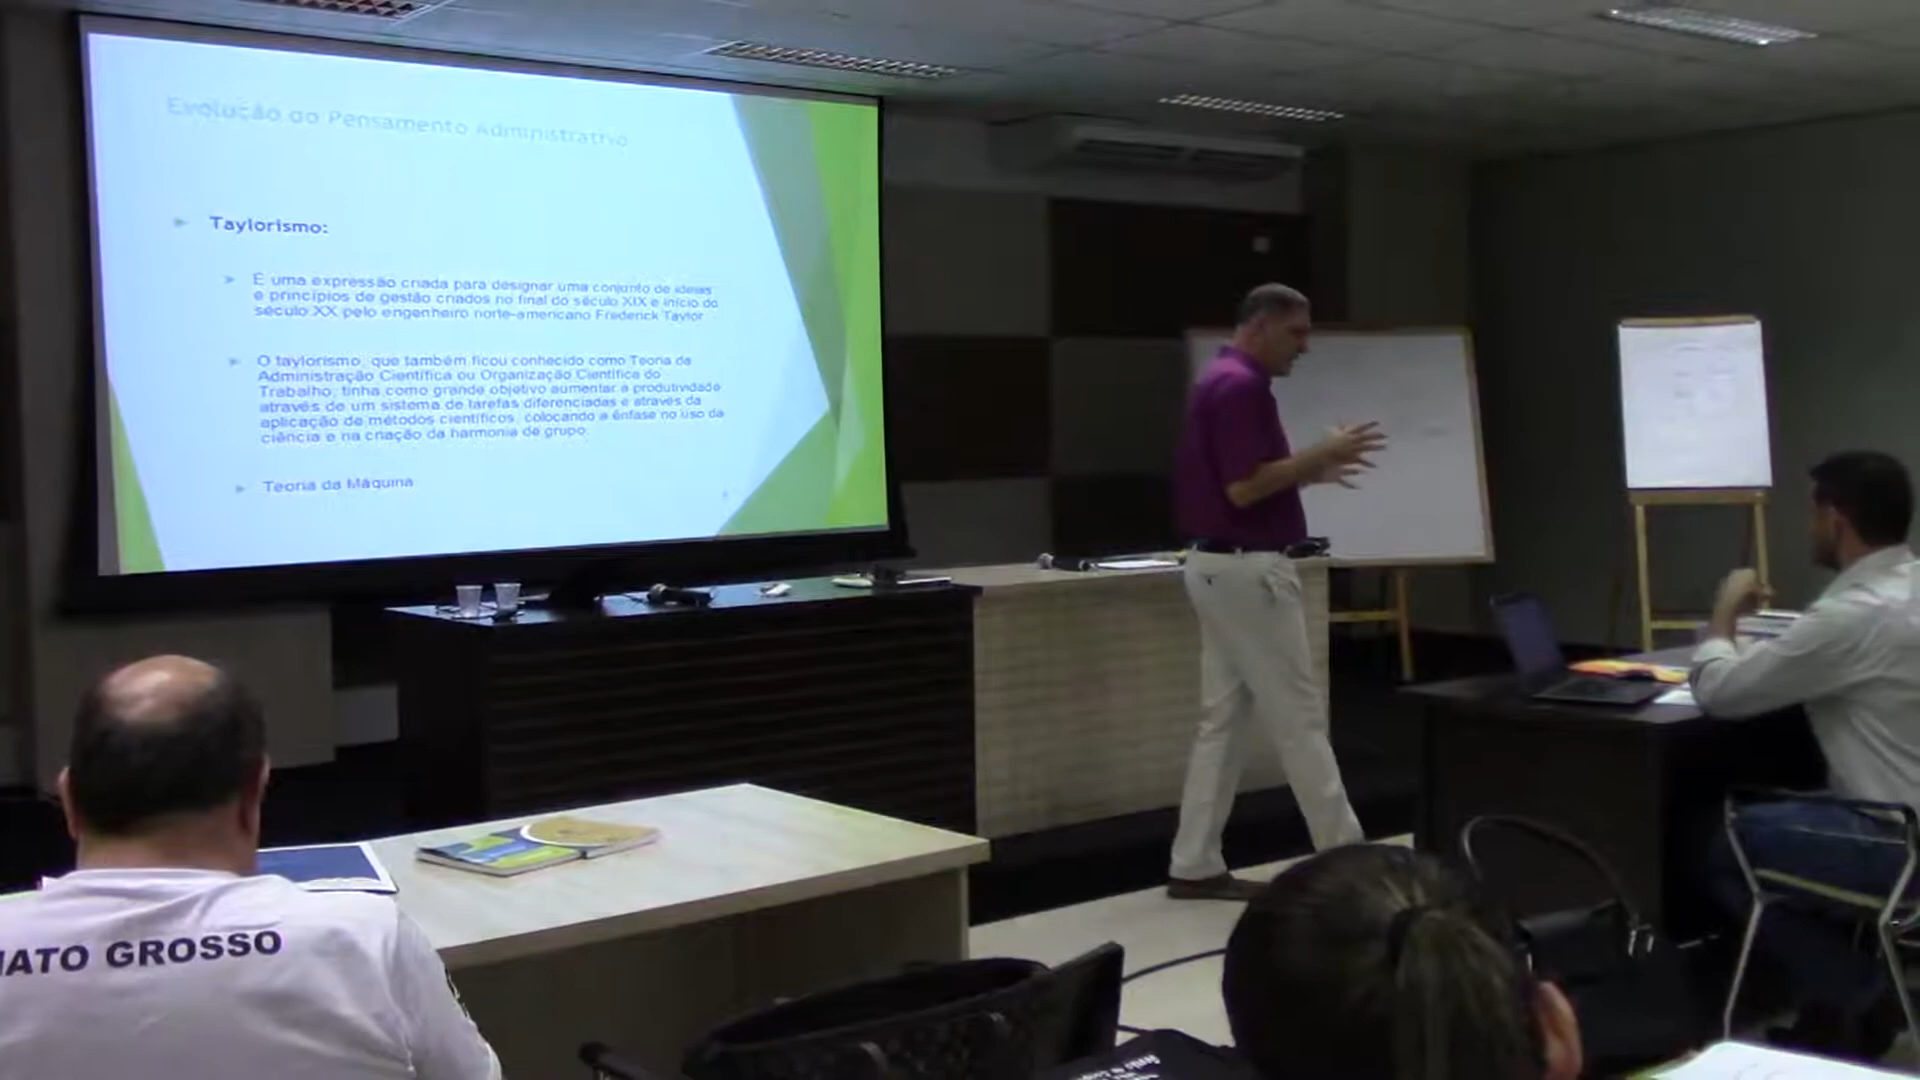 Evolução do Pensamento Administrativo
Taylorismo:
É uma expressão criada para designar uma conjunto de ideias
e princípios de gestão criados no final do século XIX e início do
século XX pelo engenheiro norte-americano Frederick Taylor
O taylorismo, que também ficou conhecido como Teoria da
Administração Científica ou Organização Científica do
Trabalho, tinha como grande objetivo aumentar a produtividade
através de um sistema de tarefas diferenciadas e através da
aplicação de métodos científicos, colocando a ênfase no uso da
ciência e na criação da harmonia de grupo.
Teoria da Máquina
MATO GROSSO